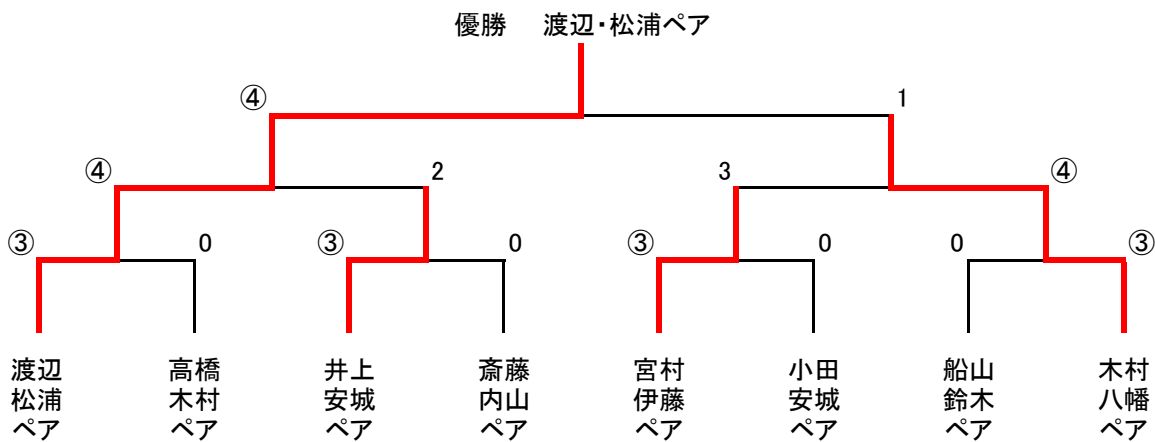 優勝 渡辺・松浦ペア
④ 1
④ 2 3 ④
③ 0 ③ 0 ③ 0 0 ③
渡辺 高橋 井上 斎藤 宮村 小田 船山 木村
松浦 木村 安城 内山 伊藤 安城 鈴木 八幡
ペア ペア ペア ペア ペア ペア ペア ペア